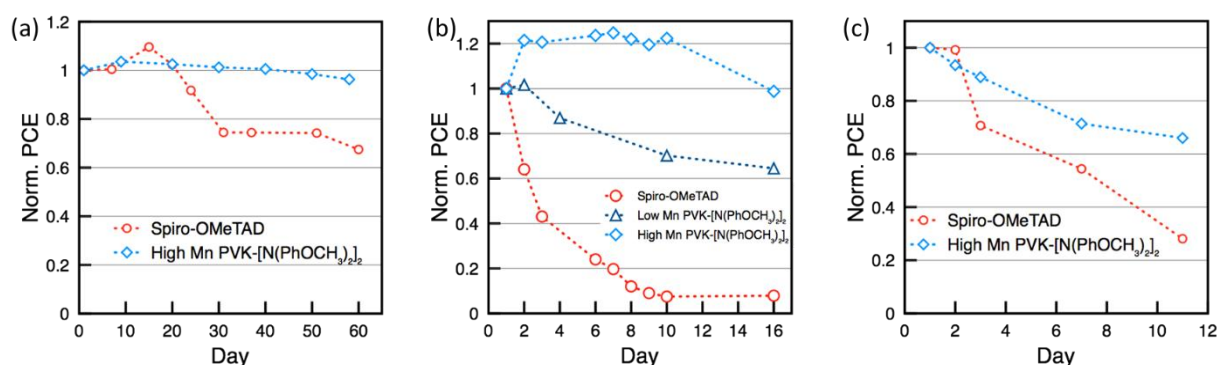 (a)
1.2
1
0.8
0.6
0.4
0.2
0
Norm. PCE
Spiro-OMeTAD
High Mn PVK-[N(PhOCH₃)₂]₂
0 10 20 30 40 50 60
Day
(b)
1.2
1
0.8
0.6
0.4
0.2
0
Norm. PCE
Spiro-OMeTAD
Low Mn PVK-[N(PhOCH₃)₂]₂
High Mn PVK-[N(PhOCH₃)₂]₂
0 2 4 6 8 10 12 14 16
Day
(c)
1
0.8
0.6
0.4
0.2
0
Norm. PCE
Spiro-OMeTAD
High Mn PVK-[N(PhOCH₃)₂]₂
0 2 4 6 8 10 12
Day